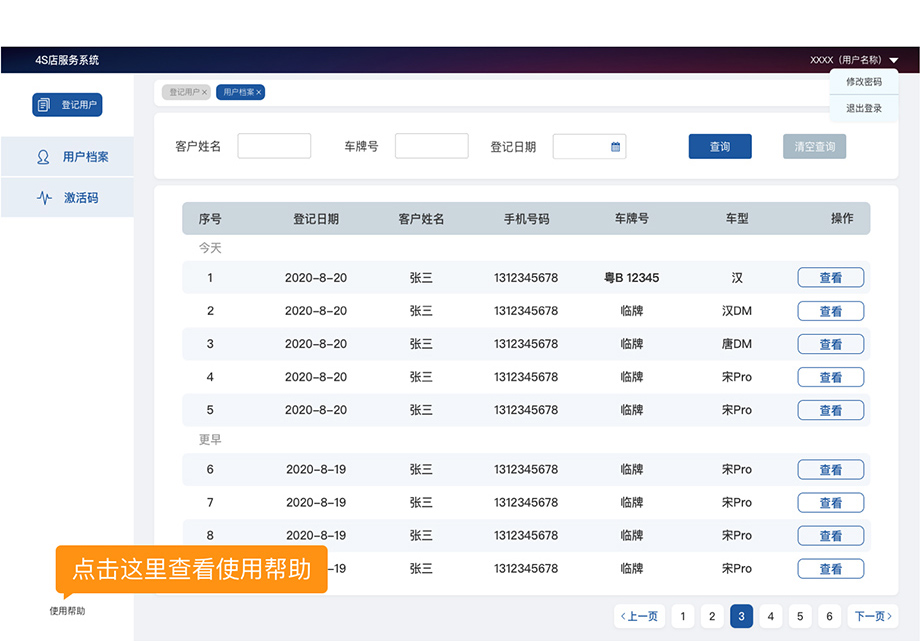 4S店服务系统
XXXX（用户名称）
修改密码
退出登录
登记用户
用户档案
激活码
登记用户×
用户档案×
客户姓名
车牌号
登记日期
查询
清空查询
序号 登记日期 客户姓名 手机号码 车牌号 车型 操作
今天
1 2020-8-20 张三 1312345678 粤B 12345 汉 查看
2 2020-8-20 张三 1312345678 临牌 汉DM 查看
3 2020-8-20 张三 1312345678 临牌 唐DM 查看
4 2020-8-20 张三 1312345678 临牌 宋Pro 查看
5 2020-8-20 张三 1312345678 临牌 宋Pro 查看
更早
6 2020-8-19 张三 1312345678 临牌 宋Pro 查看
7 2020-8-19 张三 1312345678 临牌 宋Pro 查看
8 2020-8-19 张三 1312345678 临牌 宋Pro 查看
-19 张三 1312345678 临牌 宋Pro 查看
点击这里查看使用帮助
使用帮助
<上一页 1 2 3 4 5 6 下一页>